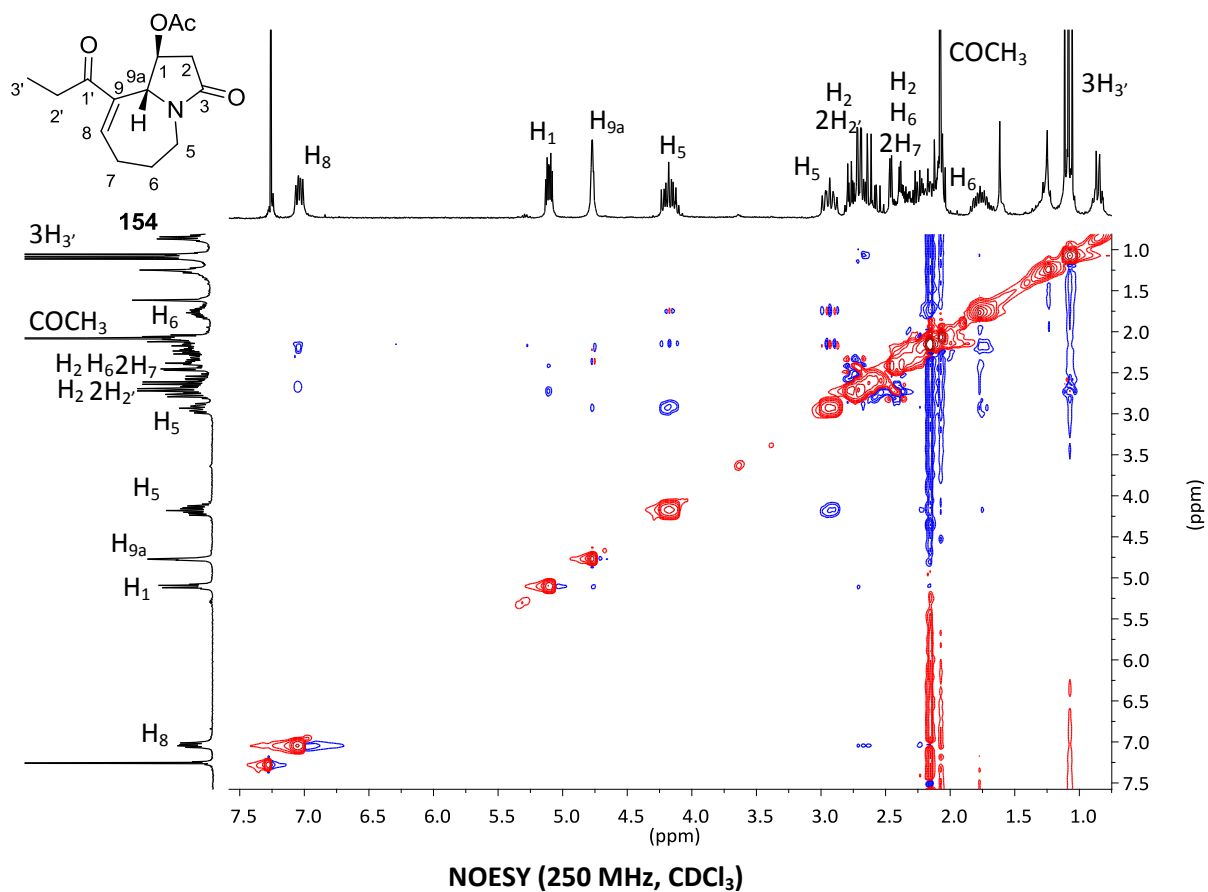 OAc
O
9a
1
2
3'
1'
9
3
O
2'
H
N
8
5
7
6
154
H8
H1
H9a
H5
H5
H2
2H2'
H2
H6
2H7
COCH3
H6
3H3'
3H3'
H6
COCH3
H2 H6 2H7
H2 2H2'
H5
H5
H9a
H1
H8
1.0
1.5
2.0
2.5
3.0
3.5
4.0
4.5
5.0
5.5
6.0
6.5
7.0
7.5
(ppm)
7.5 7.0 6.5 6.0 5.5 5.0 4.5 4.0 3.5 3.0 2.5 2.0 1.5 1.0
(ppm)
NOESY (250 MHz, CDCl3)